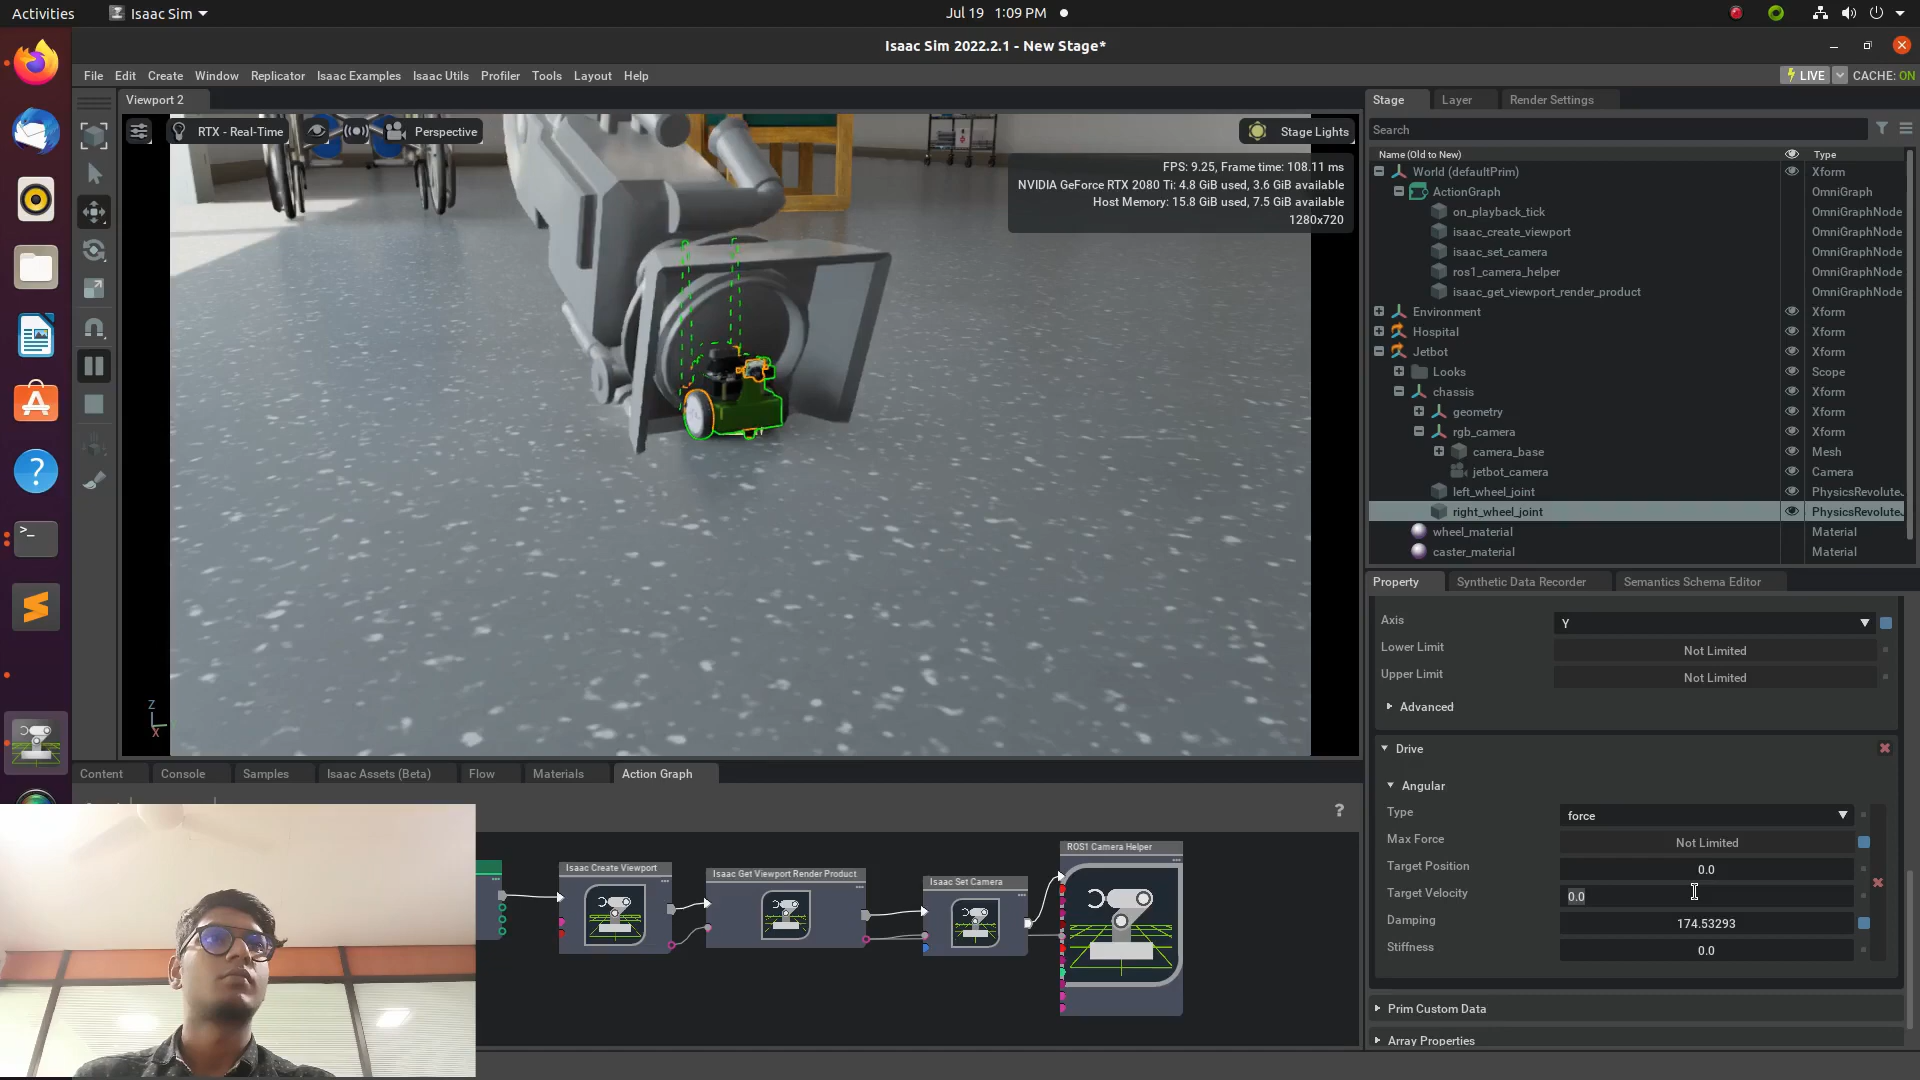 Activities
Isaac Sim
Jul 19 1:09 PM
Isaac Sim 2022.2.1 - New Stage*
File Edit Create Window Replicator Isaac Examples Isaac Utils Profiler Tools Layout Help
LIVE
CACHE: ON
Viewport 2
RTX - Real-Time
Perspective
Stage Lights
FPS: 9.25, Frame time: 108.11 ms
NVIDIA GeForce RTX 2080 Ti: 4.8 GiB used, 3.6 GiB available
Host Memory: 15.8 GiB used, 7.5 GiB available
1280x720
Z
X
Stage Layer Render Settings
Search
Name (Old to New) Type
World (defaultPrim) Xform
ActionGraph OmniGraph
on_playback_tick OmniGraphNode
isaac_create_viewport OmniGraphNode
isaac_set_camera OmniGraphNode
ros1_camera_helper OmniGraphNode
isaac_get_viewport_render_product OmniGraphNode
Environment Xform
Hospital Xform
Jetbot Xform
Looks Scope
chassis Xform
geometry Xform
rgb_camera Xform
camera_base Mesh
jetbot_camera Camera
left_wheel_joint PhysicsRevoluteJ
right_wheel_joint PhysicsRevoluteJ
wheel_material Material
caster_material Material
Property Synthetic Data Recorder Semantics Schema Editor
Axis Y
Lower Limit Not Limited
Upper Limit Not Limited
Advanced
Drive
Angular
Type force
Max Force Not Limited
Target Position 0.0
Target Velocity 0.0
Damping 174.53293
Stiffness 0.0
Prim Custom Data
Array Properties
Content Console Samples Isaac Assets (Beta) Flow Materials Action Graph
?
Isaac Create Viewport
Isaac Get Viewport Render Product
Isaac Set Camera
ROS1 Camera Helper